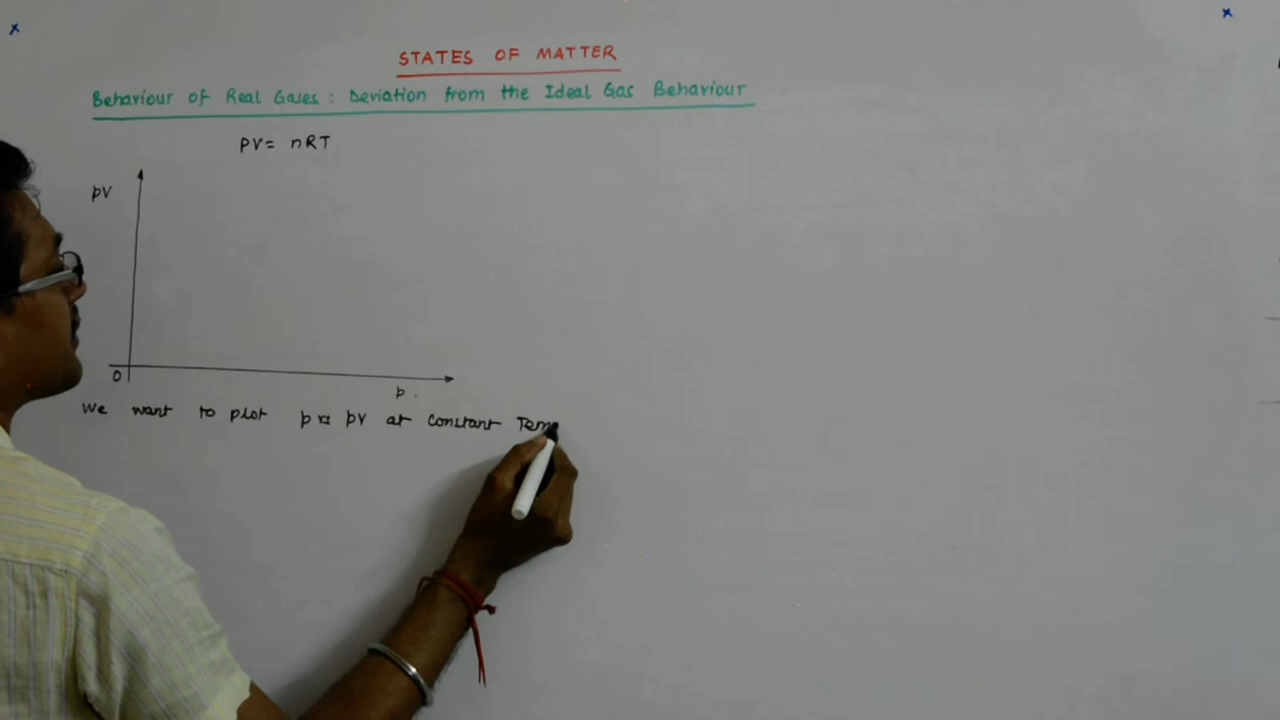 STATES OF MATTER
Behaviour of Real Gases : Deviation from the Ideal Gas Behaviour
PV = nRT
pV
O
p.
We want to plot p vs pV at constant Tem